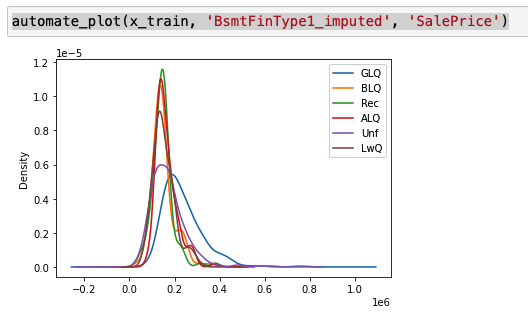 automate_plot(x_train, 'BsmtFinType1_imputed', 'SalePrice')
1e−5
1.2
1.0
0.8
0.6
0.4
0.2
0.0
Density
GLQ
BLQ
Rec
ALQ
Unf
LwQ
−0.2 0.0 0.2 0.4 0.6 0.8 1.0
1e6